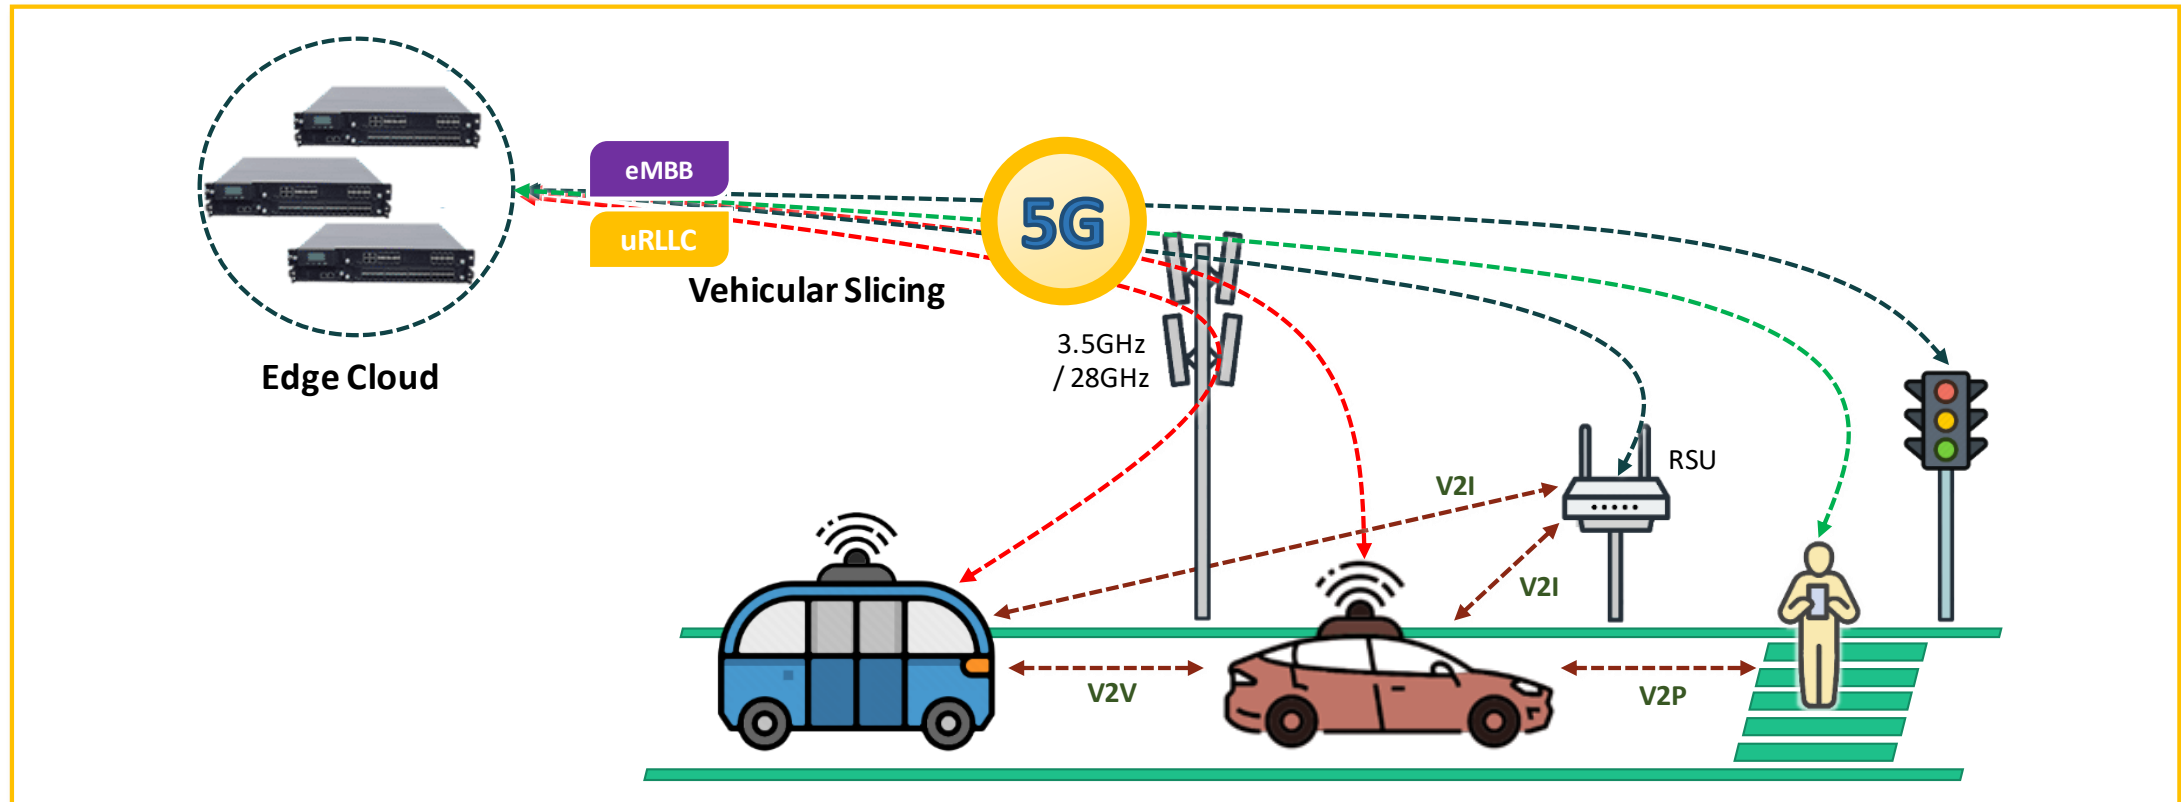 eMBB
uRLLC
5G
Vehicular Slicing
Edge Cloud
3.5GHz
/ 28GHz
RSU
V2I
V2I
V2V
V2P